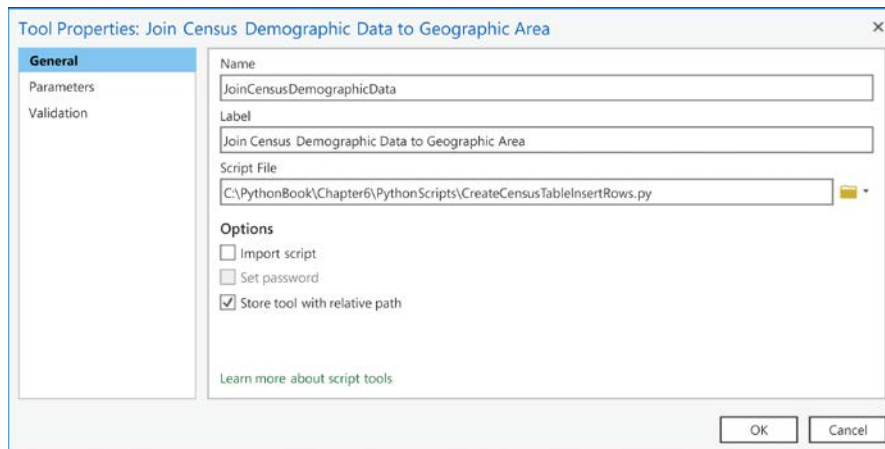 Tool Properties: Join Census Demographic Data to Geographic Area
General
Parameters
Validation
Name
JoinCensusDemographicData
Label
Join Census Demographic Data to Geographic Area
Script File
C:\PythonBook\Chapter6\PythonScripts\CreateCensusTableInsertRows.py
Options
Import script
Set password
Store tool with relative path
Learn more about script tools
OK Cancel